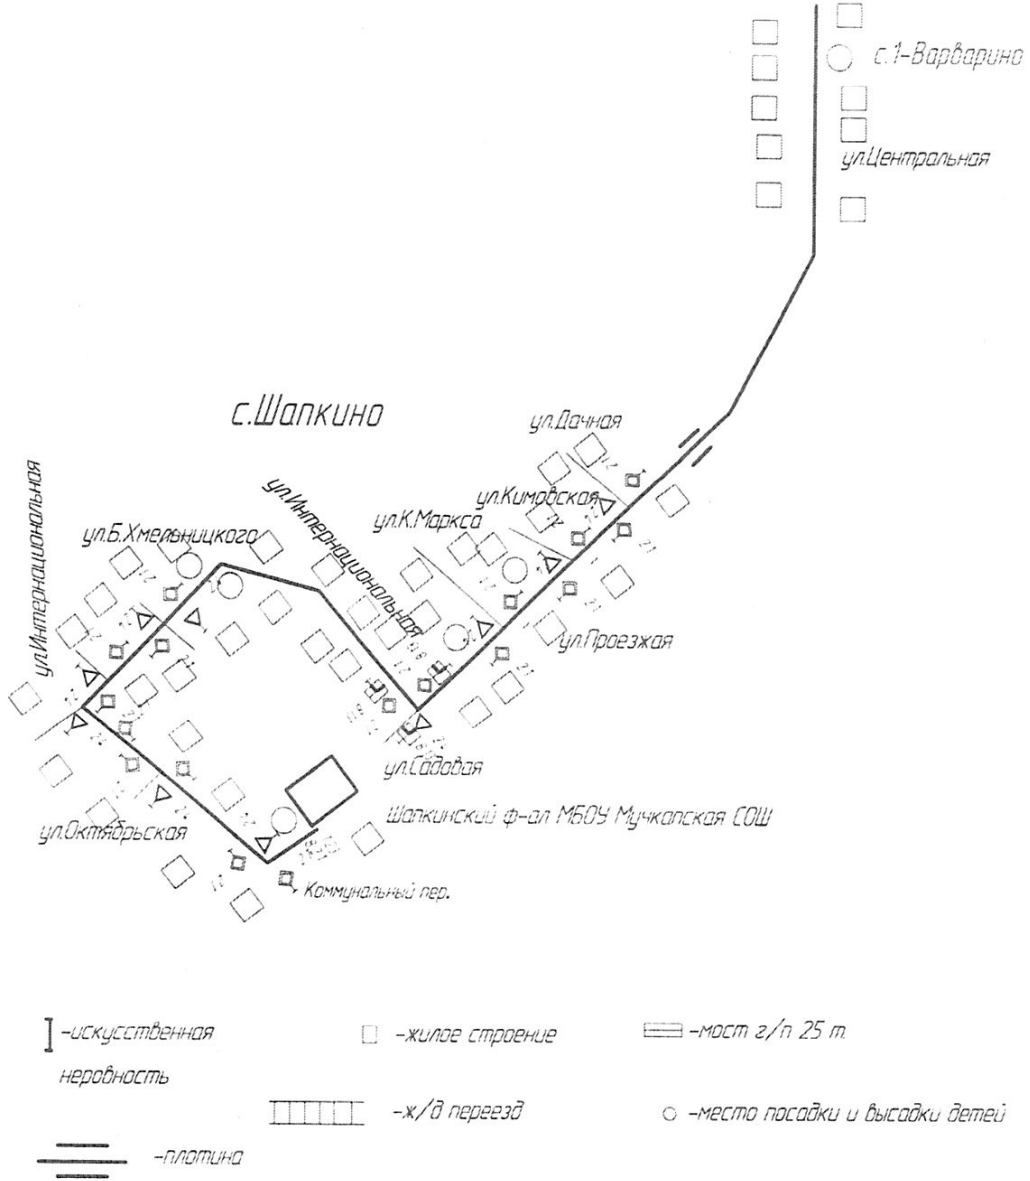 с.1-Варварино
ул.Центральная
с.Шапкино
ул.Дачная
ул.Кимовская
ул.К.Маркса
ул.Интернациональная
ул.Б.Хмельницкого
ул.Интернациональная
ул.Проезжая
ул.Садовая
Шапкинский ф-ал МБОУ Мучкапская СОШ
ул.Октябрьская
Коммунальный пер.
-искусственная
неровность
-жилое строение
-мост г/п 25 т.
-ж/д переезд
-место посадки и высадки детей
-плотина